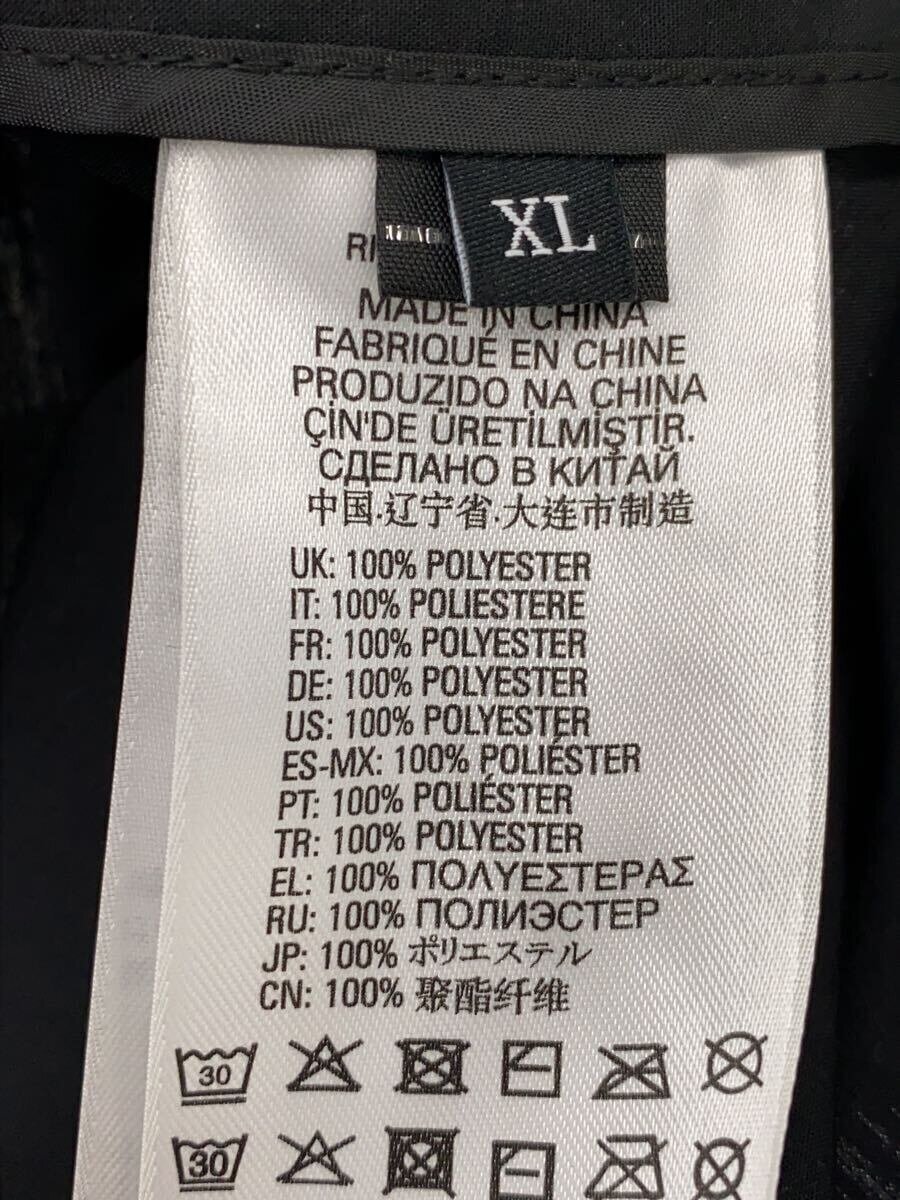 XL
MADE IN CHINA
FABRIQUÉ EN CHINE
PRODUZIDO NA CHINA
ÇİN'DE ÜRETİLMİŞTİR.
СДЕЛАНО В КИТАЙ
中国.辽宁省.大连市制造
UK: 100% POLYESTER
IT: 100% POLIESTERE
FR: 100% POLYESTER
DE: 100% POLYESTER
US: 100% POLYESTER
ES-MX: 100% POLIÉSTER
PT: 100% POLIÉSTER
TR: 100% POLYESTER
EL: 100% ΠΟΛΥΕΣΤΕΡΑΣ
RU: 100% ПОЛИЭСТЕР
JP: 100% ポリエステル
CN: 100% 聚酯纤维
30
30